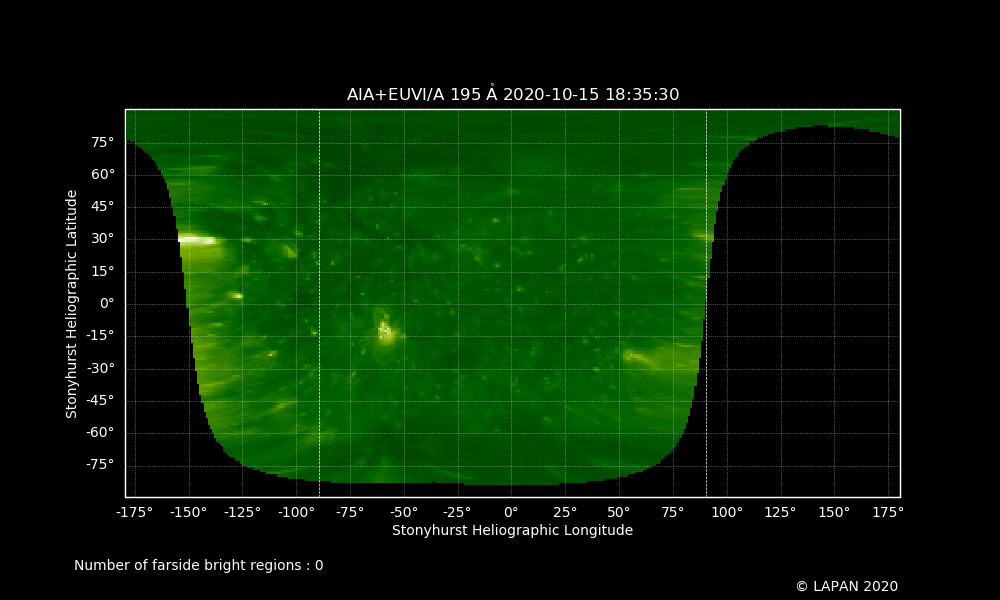 AIA+EUVI/A 195 Å 2020-10-15 18:35:30
Stonyhurst Heliographic Latitude
75°
60°
45°
30°
15°
0°
-15°
-30°
-45°
-60°
-75°
-175° -150° -125° -100° -75° -50° -25° 0° 25° 50° 75° 100° 125° 150° 175°
Stonyhurst Heliographic Longitude
Number of farside bright regions : 0
© LAPAN 2020